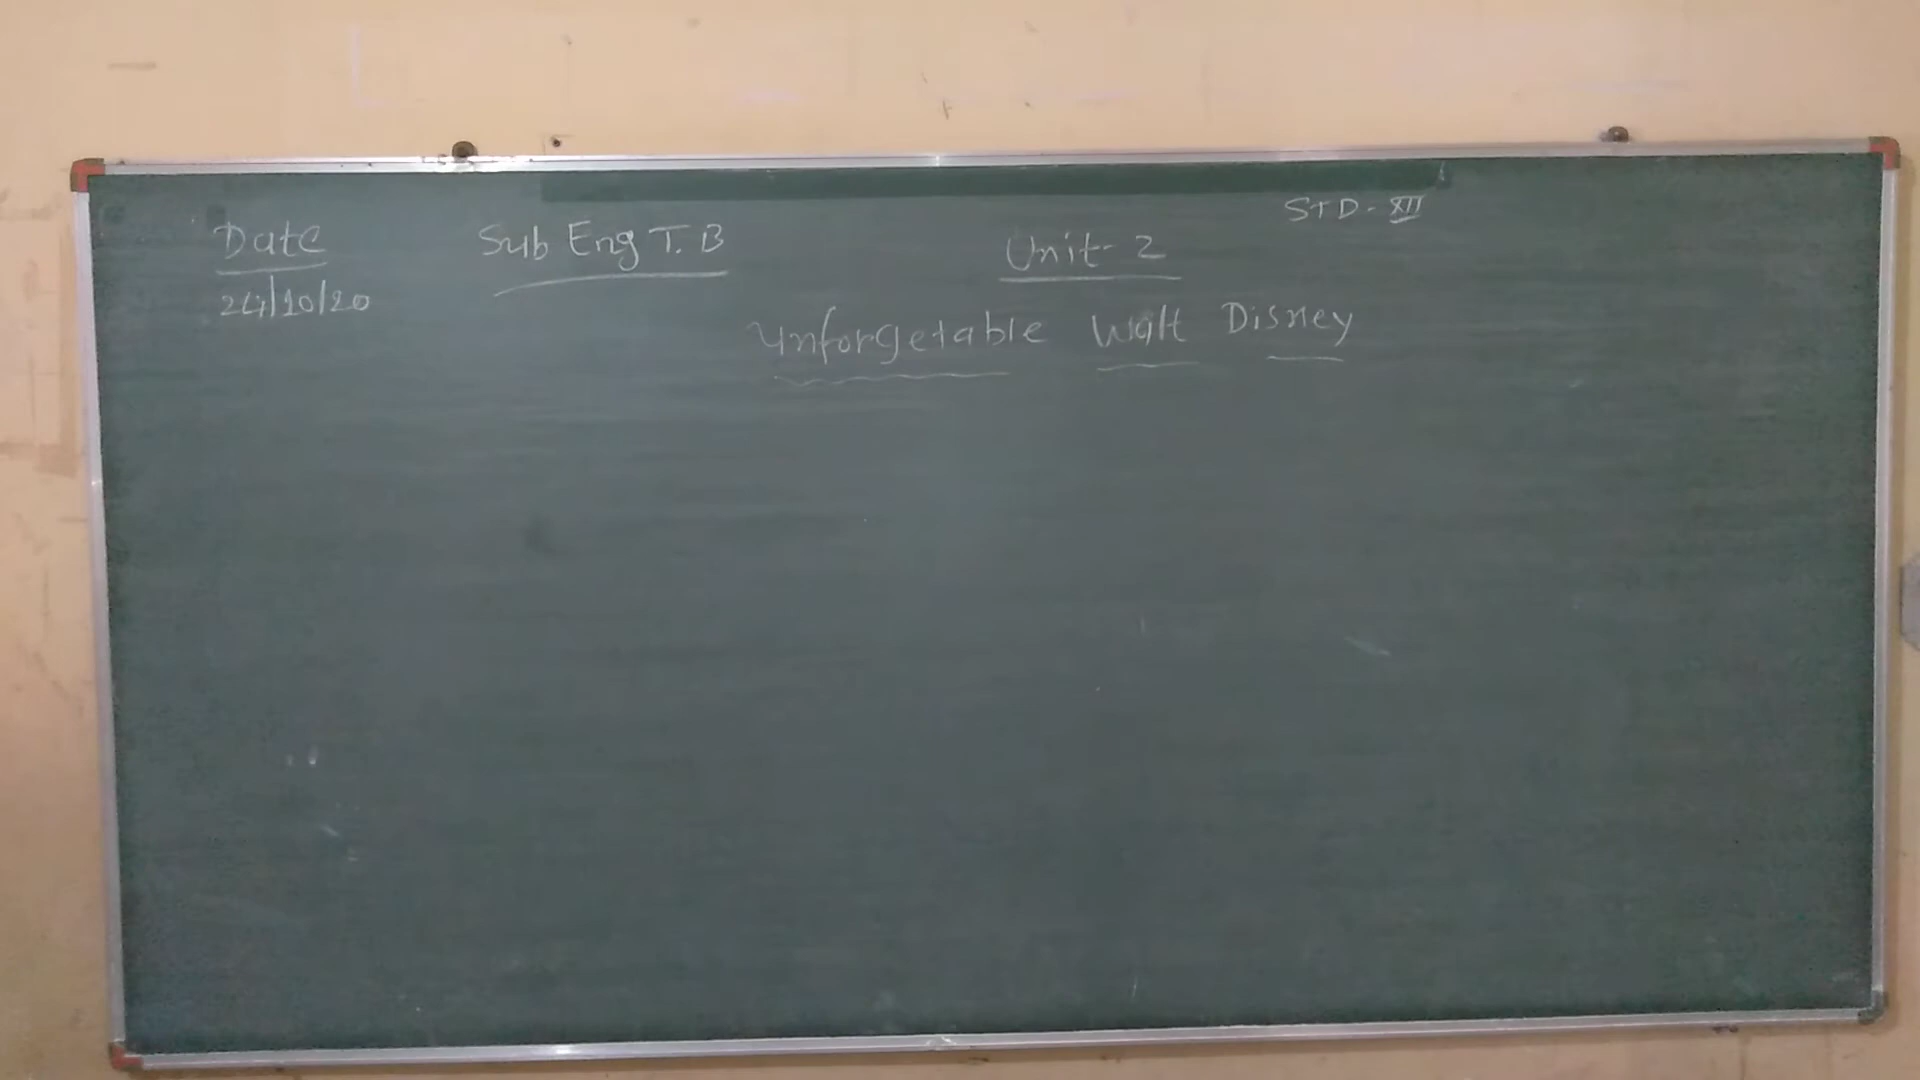 STD - XII
Date Sub Eng T.B Unit- 2
24/10/20
Unforgetable Walt Disney